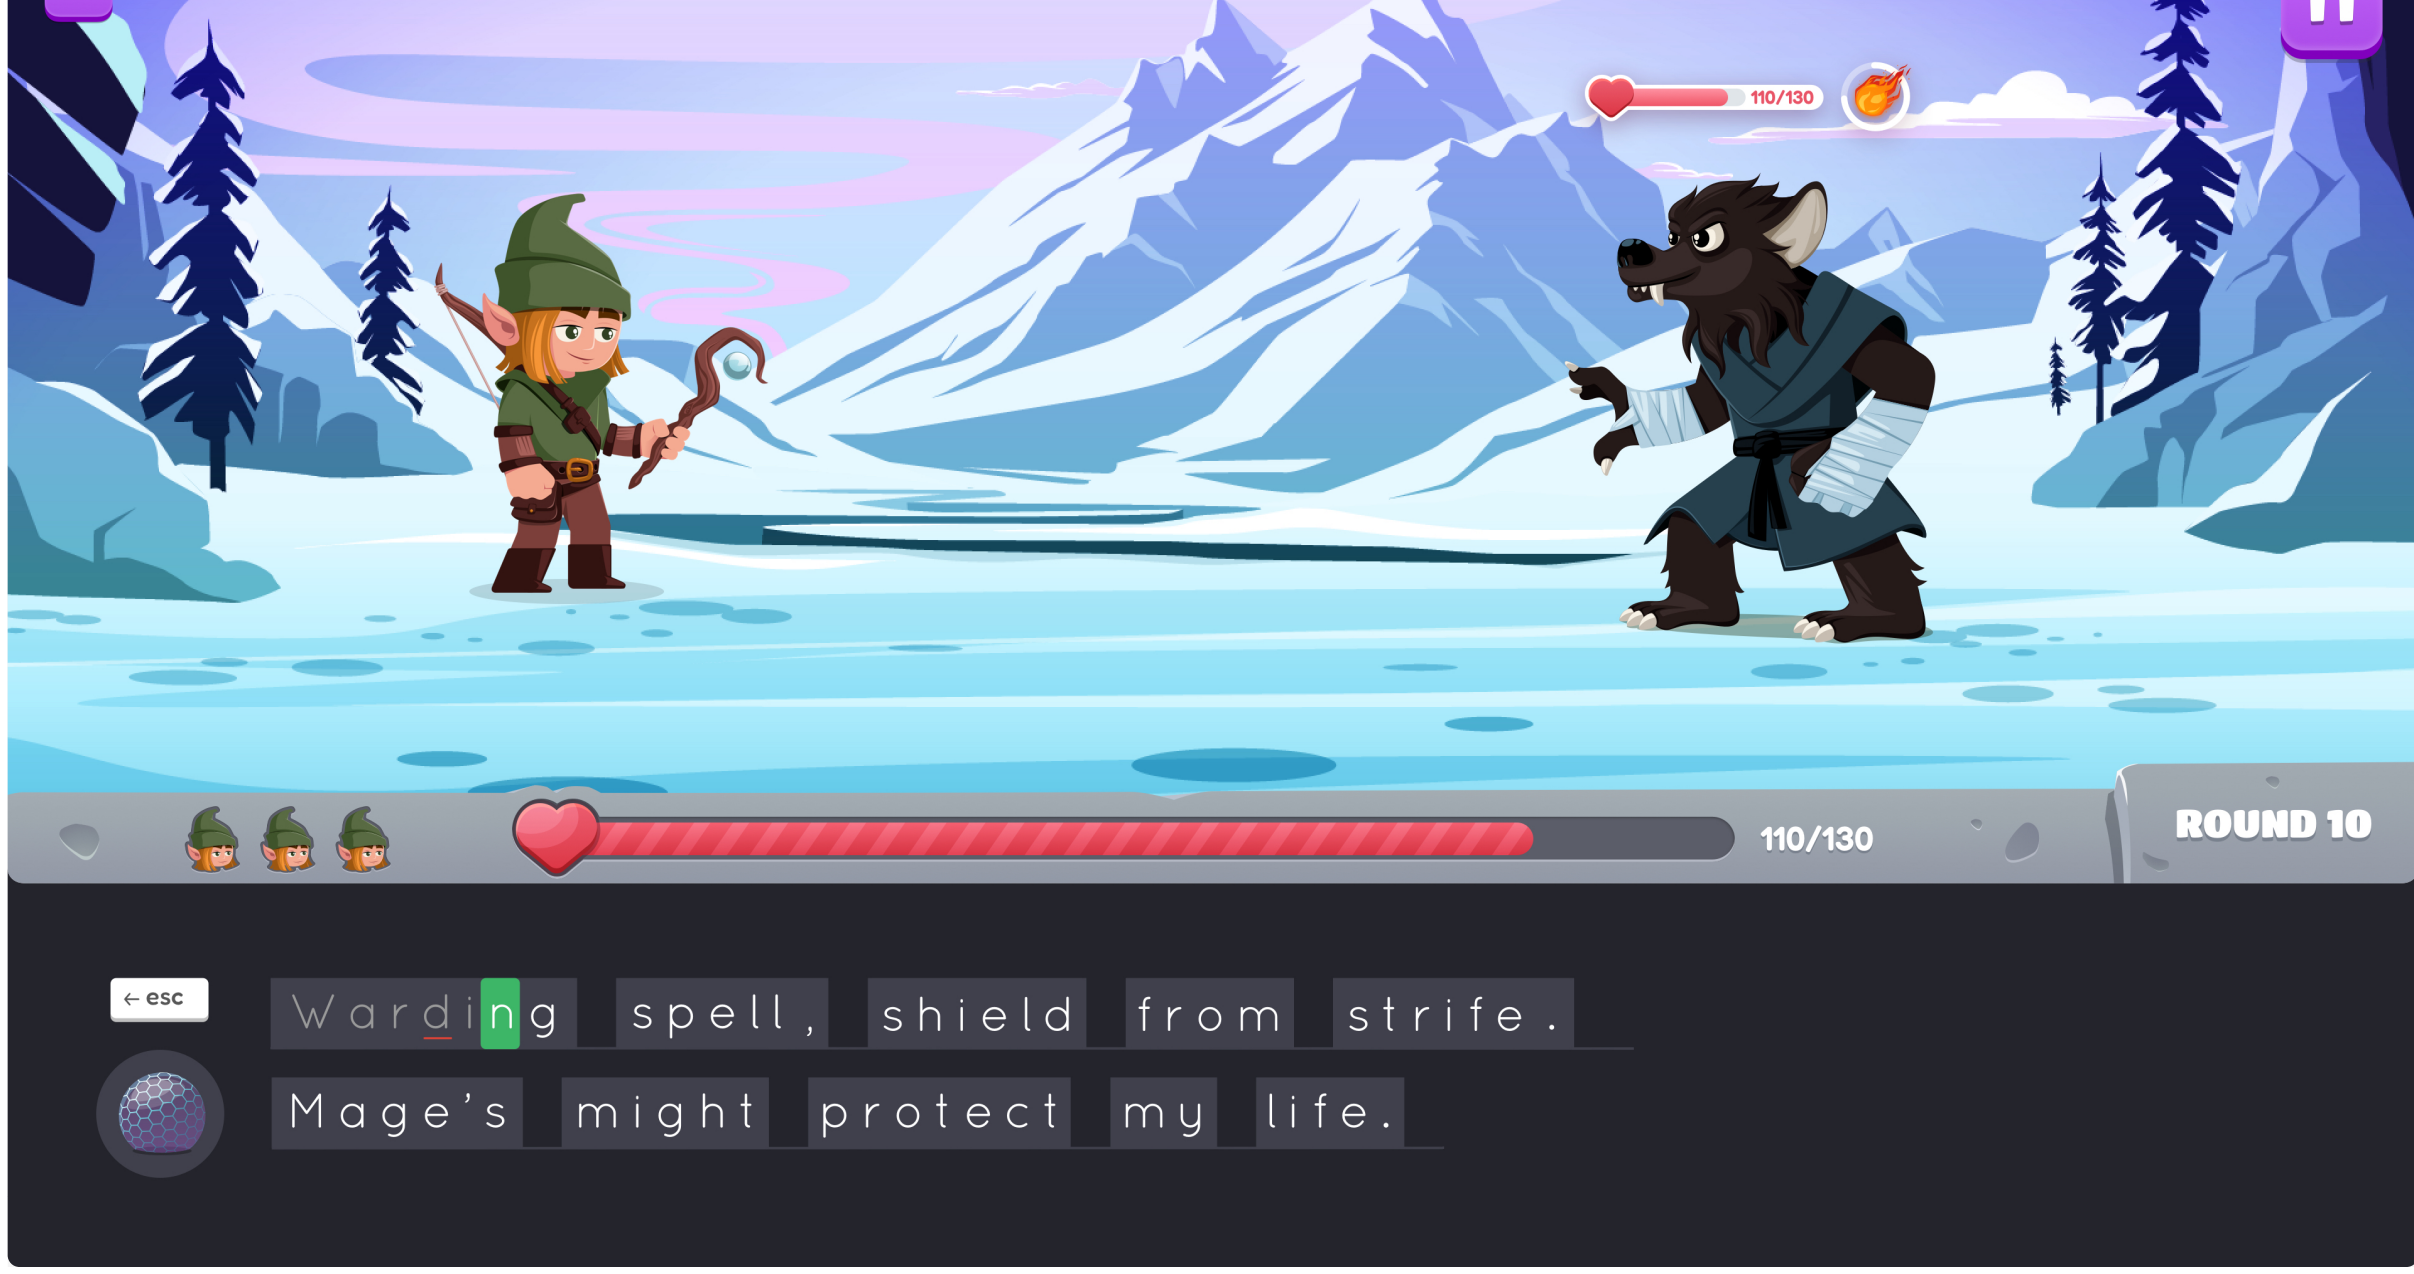 110/130
110/130
ROUND 10
← esc
Warding spell, shield from strife.
Mage’s might protect my life.